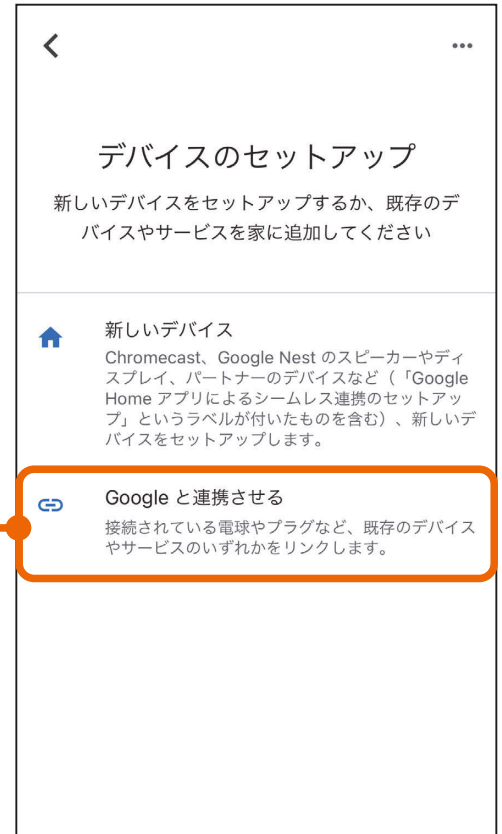 デバイスのセットアップ
新しいデバイスをセットアップするか、既存のデ
バイスやサービスを家に追加してください
新しいデバイス
Chromecast、Google Nest のスピーカーやディ
スプレイ、パートナーのデバイスなど（「Google
Home アプリによるシームレス連携のセットアッ
プ」というラベルが付いたものを含む）、新しいデ
バイスをセットアップします。
Google と連携させる
接続されている電球やプラグなど、既存のデバイス
やサービスのいずれかをリンクします。